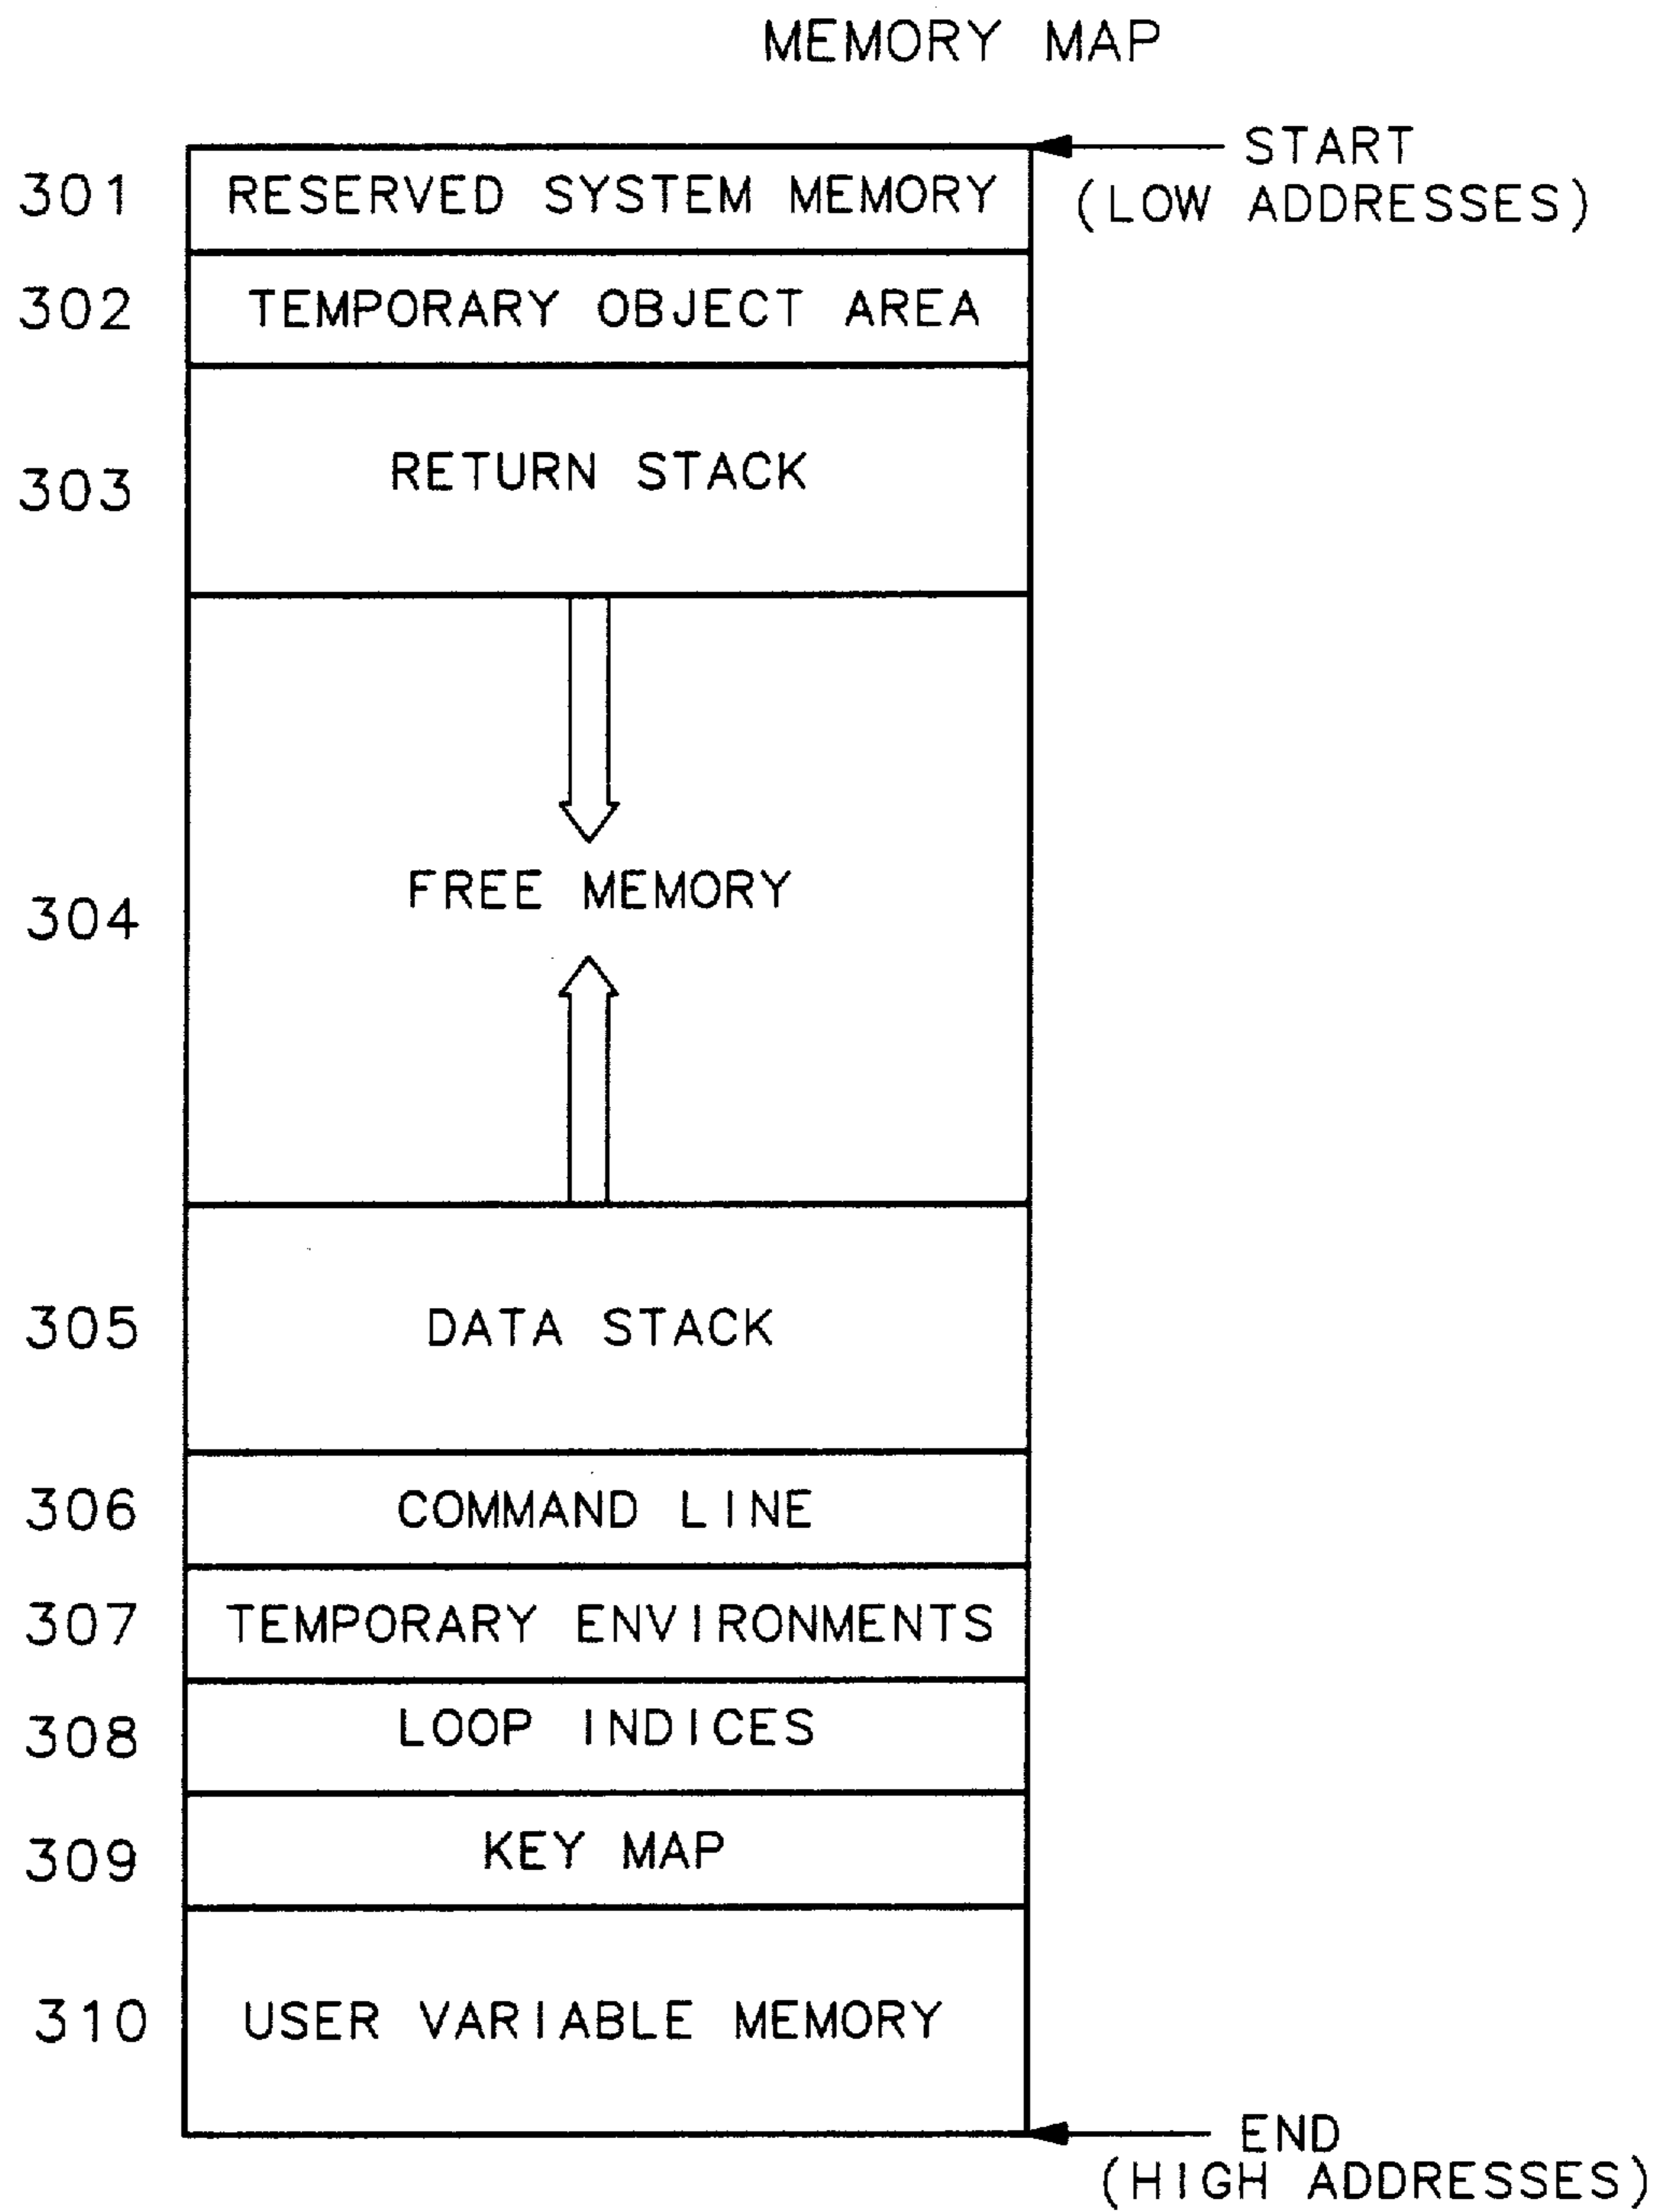 MEMORY MAP
START
(LOW ADDRESSES)
301 RESERVED SYSTEM MEMORY
302 TEMPORARY OBJECT AREA
303 RETURN STACK
304 FREE MEMORY
305 DATA STACK
306 COMMAND LINE
307 TEMPORARY ENVIRONMENTS
308 LOOP INDICES
309 KEY MAP
310 USER VARIABLE MEMORY
END
(HIGH ADDRESSES)